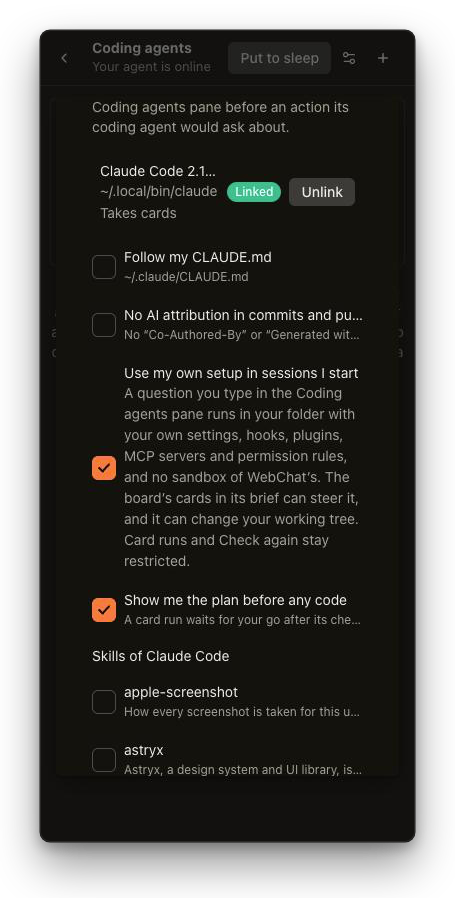 Coding agents
Your agent is online
Put to sleep
Coding agents pane before an action its
coding agent would ask about.
Claude Code 2.1...
~/.local/bin/claude
Linked
Unlink
Takes cards
Follow my CLAUDE.md
~/.claude/CLAUDE.md
No AI attribution in commits and pu...
No “Co-Authored-By” or “Generated wit...
Use my own setup in sessions I start
A question you type in the Coding
agents pane runs in your folder with
your own settings, hooks, plugins,
MCP servers and permission rules,
and no sandbox of WebChat’s. The
board’s cards in its brief can steer it,
and it can change your working tree.
Card runs and Check again stay
restricted.
Show me the plan before any code
A card run waits for your go after its che...
Skills of Claude Code
apple-screenshot
How every screenshot is taken for this u...
astryx
Astryx, a design system and UI library, is...